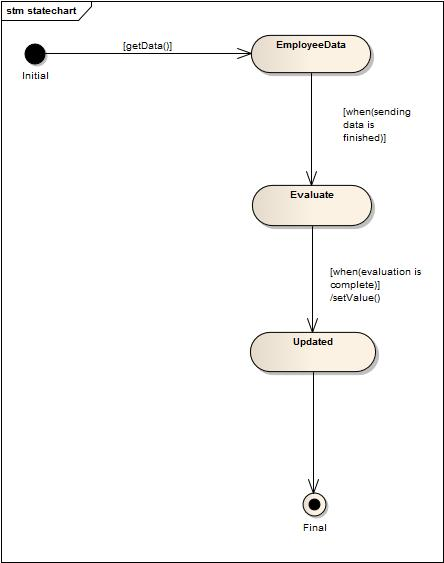 stm statechart
[getData()]
EmployeeData
Initial
[when(sending
data is
finished)]
Evaluate
[when(evaluation is
complete)]
/setValue()
Updated
Final